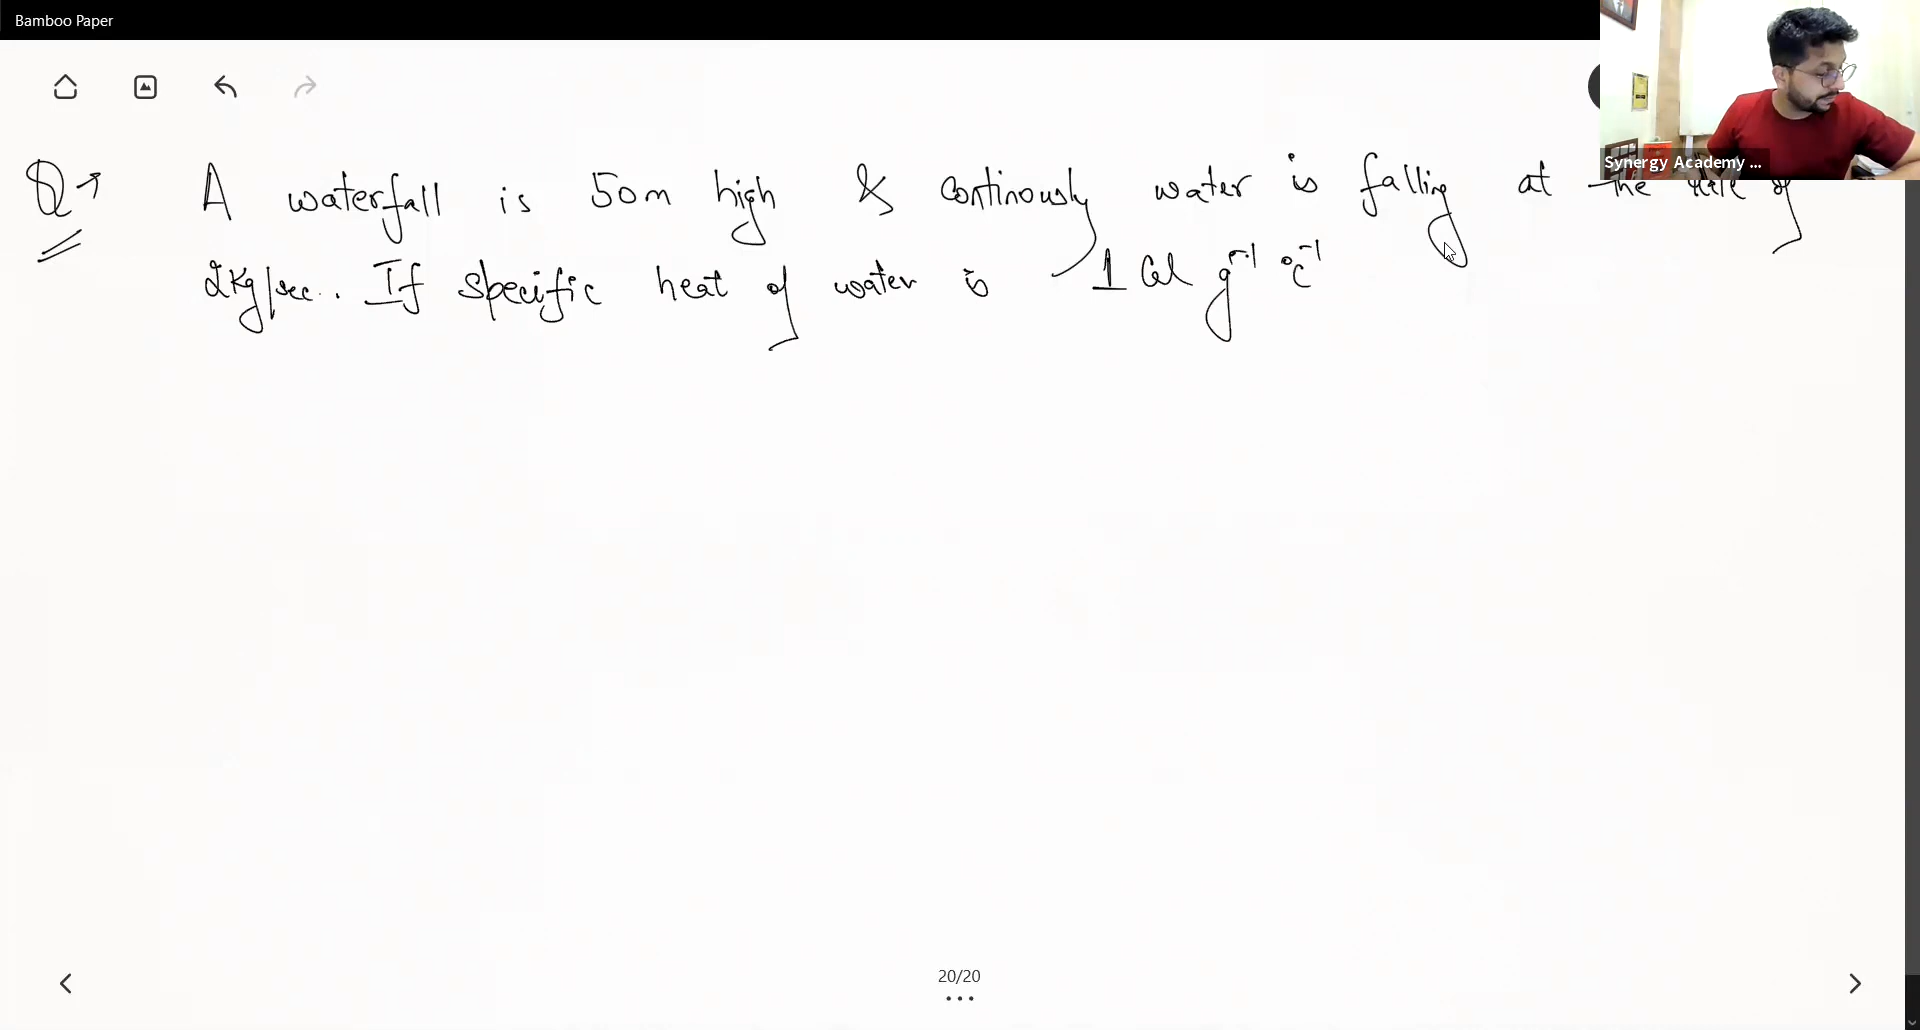 Bamboo Paper
Synergy Academy ...
Q→ A waterfall is 50m high & continously water is falling at the rate of
2Kg/sec. If specific heat of water is 1 Cal g⁻¹ °C⁻¹
20/20